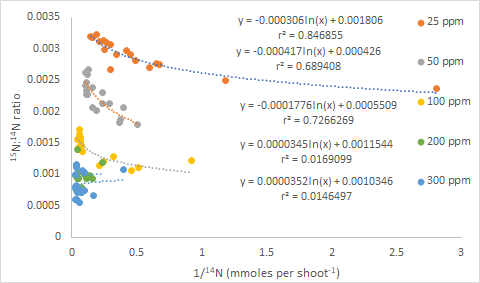 0.0035
0.003
0.0025
0.002
0.0015
0.001
0.0005
0
¹⁵N:¹⁴N ratio
y = -0.000306ln(x) + 0.001806
r² = 0.846855
y = -0.000417ln(x) + 0.000426
r² = 0.689408
y = -0.0001776ln(x) + 0.0005509
r² = 0.7266269
y = 0.0000345ln(x) + 0.0011544
r² = 0.0169099
y = 0.0000352ln(x) + 0.0010346
r² = 0.0146497
25 ppm
50 ppm
100 ppm
200 ppm
300 ppm
0 0.5 1 1.5 2 2.5 3
1/¹⁴N (mmoles per shoot⁻¹)